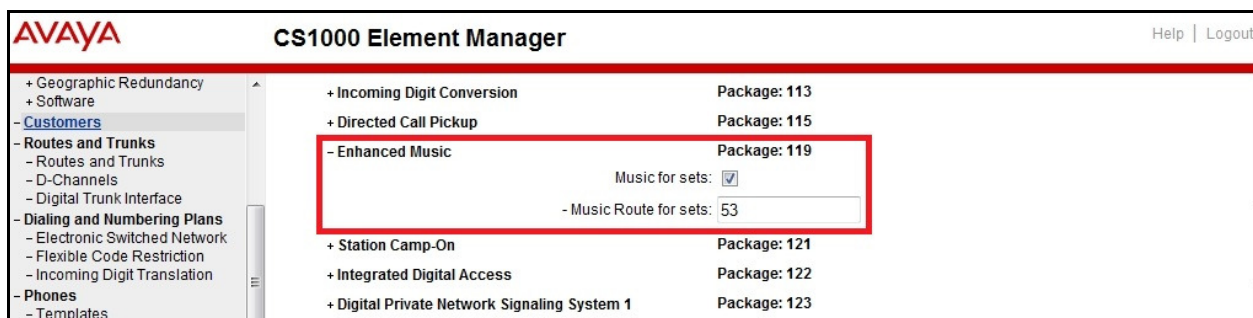 AVAYA
CS1000 Element Manager
Help | Logout
+ Geographic Redundancy
+ Software
- Customers
- Routes and Trunks
- Routes and Trunks
- D-Channels
- Digital Trunk Interface
- Dialing and Numbering Plans
- Electronic Switched Network
- Flexible Code Restriction
- Incoming Digit Translation
- Phones
- Templates
+ Incoming Digit Conversion Package: 113
+ Directed Call Pickup Package: 115
- Enhanced Music Package: 119
Music for sets:
- Music Route for sets: 53
+ Station Camp-On Package: 121
+ Integrated Digital Access Package: 122
+ Digital Private Network Signaling System 1 Package: 123